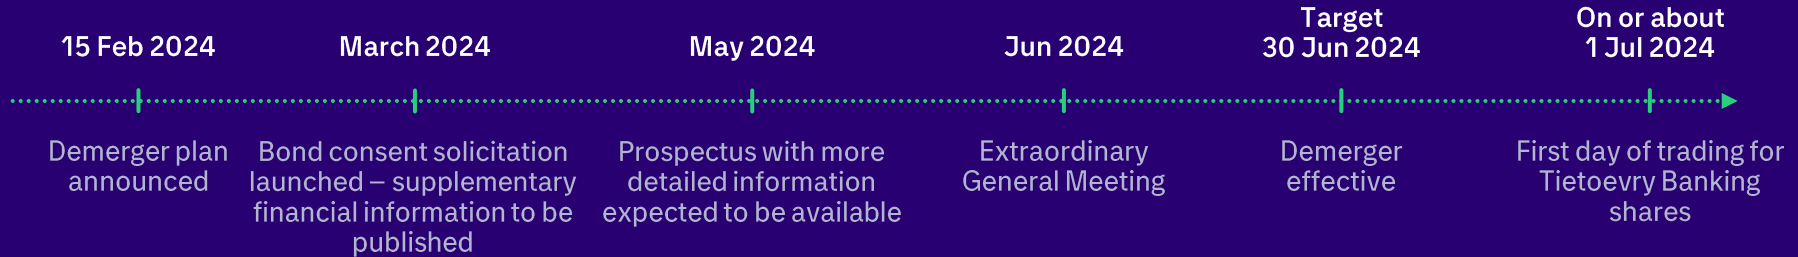 15 Feb 2024
Demerger plan
announced
March 2024
Bond consent solicitation
launched – supplementary
financial information to be
published
May 2024
Prospectus with more
detailed information
expected to be available
Jun 2024
Extraordinary
General Meeting
Target
30 Jun 2024
Demerger
effective
On or about
1 Jul 2024
First day of trading for
Tietoevry Banking
shares